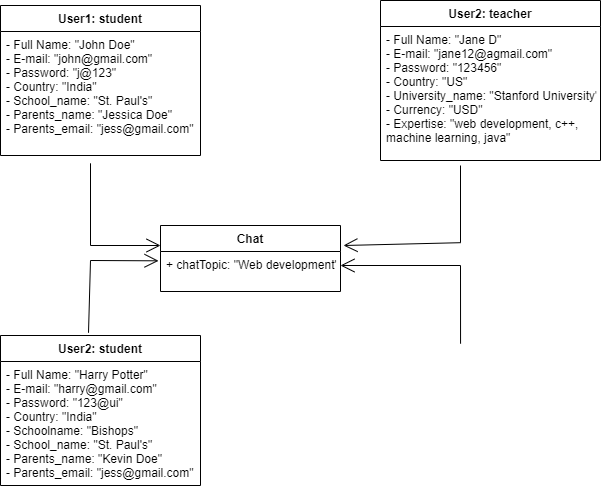 User1: student
- Full Name: "John Doe"
- E-mail: "john@gmail.com"
- Password: "j@123"
- Country: "India"
- School_name: "St. Paul's"
- Parents_name: "Jessica Doe"
- Parents_email: "jess@gmail.com"
User2: teacher
- Full Name: "Jane D"
- E-mail: "jane12@agmail.com"
- Password: "123456"
- Country: "US"
- University_name: "Stanford University'
- Currency: "USD"
- Expertise: "web development, c++,
machine learning, java"
Chat
+ chatTopic: "Web development'
User2: student
- Full Name: "Harry Potter"
- E-mail: "harry@gmail.com"
- Password: "123@ui"
- Country: "India"
- Schoolname: "Bishops"
- School_name: "St. Paul's"
- Parents_name: "Kevin Doe"
- Parents_email: "jess@gmail.com"